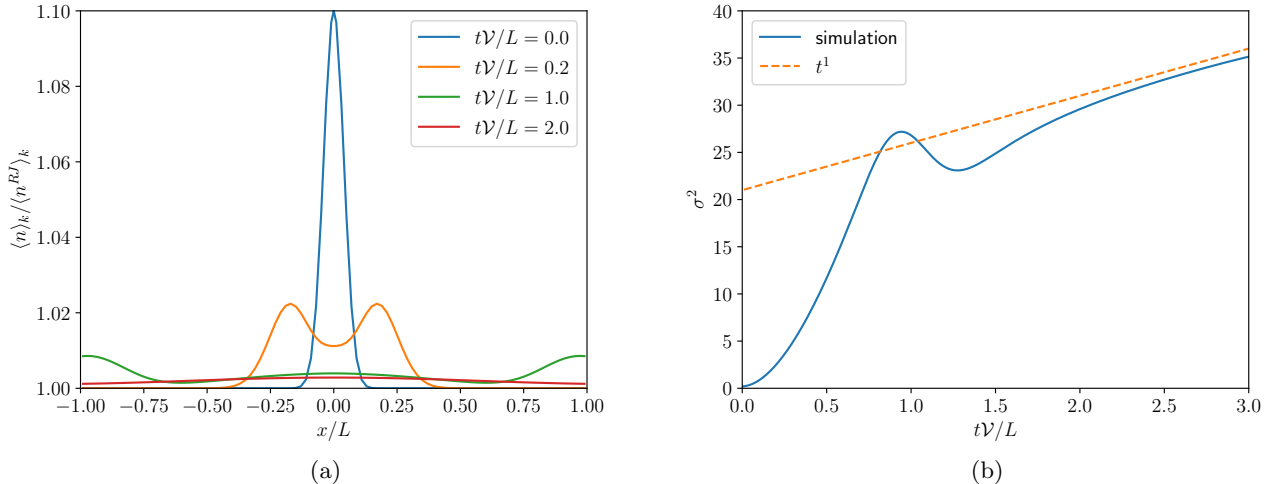 1.10
1.08
1.06
1.04
1.02
1.00
⟨n⟩ₖ/⟨nᴿᴶ⟩ₖ
−1.00 −0.75 −0.50 −0.25 0.00 0.25 0.50 0.75 1.00
x/L
t𝒱/L = 0.0
t𝒱/L = 0.2
t𝒱/L = 1.0
t𝒱/L = 2.0
(a)
40
35
30
25
20
15
10
5
0
σ²
0.0 0.5 1.0 1.5 2.0 2.5 3.0
t𝒱/L
simulation
t¹
(b)